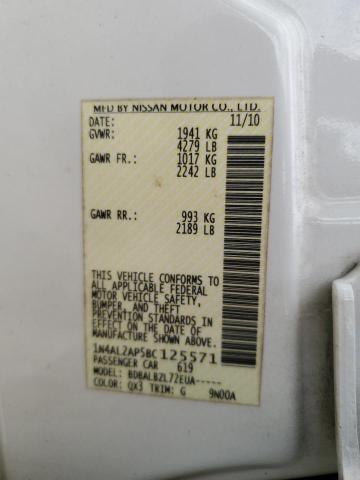 MFD BY NISSAN MOTOR CO., LTD.
DATE: 11/10
GVWR: 1941 KG
4279 LB
GAWR FR.: 1017 KG
2242 LB
GAWR RR.: 993 KG
2189 LB
THIS VEHICLE CONFORMS TO
ALL APPLICABLE FEDERAL
MOTOR VEHICLE SAFETY,
BUMPER, AND THEFT
PREVENTION STANDARDS IN
EFFECT ON THE DATE OF
MANUFACTURE SHOWN ABOVE.
1N4AL2AP5BC125571
PASSENGER CAR 619
MODEL: BDBALBZL72EUA-----
COLOR: QX3 TRIM: G 9N00A